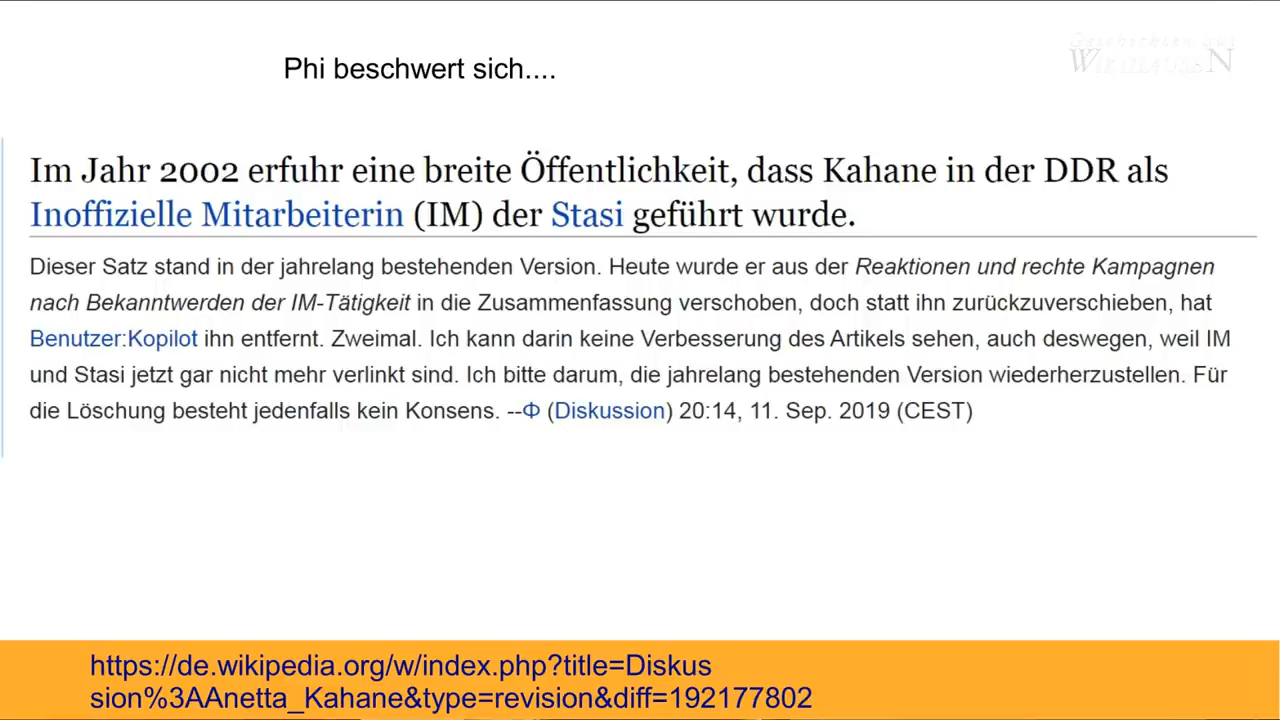 Geschichten aus
WIKIHAUSEN
Phi beschwert sich....
Im Jahr 2002 erfuhr eine breite Öffentlichkeit, dass Kahane in der DDR als
Inoffizielle Mitarbeiterin (IM) der Stasi geführt wurde.
Dieser Satz stand in der jahrelang bestehenden Version. Heute wurde er aus der Reaktionen und rechte Kampagnen
nach Bekanntwerden der IM-Tätigkeit in die Zusammenfassung verschoben, doch statt ihn zurückzuverschieben, hat
Benutzer:Kopilot ihn entfernt. Zweimal. Ich kann darin keine Verbesserung des Artikels sehen, auch deswegen, weil IM
und Stasi jetzt gar nicht mehr verlinkt sind. Ich bitte darum, die jahrelang bestehenden Version wiederherzustellen. Für
die Löschung besteht jedenfalls kein Konsens. --Φ (Diskussion) 20:14, 11. Sep. 2019 (CEST)
https://de.wikipedia.org/w/index.php?title=Diskus
sion%3AAnetta_Kahane&type=revision&diff=192177802